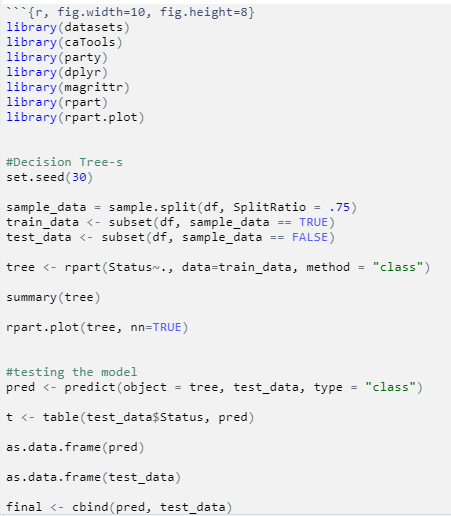 ```{r, fig.width=10, fig.height=8}
library(datasets)
library(caTools)
library(party)
library(dplyr)
library(magrittr)
library(rpart)
library(rpart.plot)
#Decision Tree-s
set.seed(30)
sample_data = sample.split(df, SplitRatio = .75)
train_data <- subset(df, sample_data == TRUE)
test_data <- subset(df, sample_data == FALSE)
tree <- rpart(Status~., data=train_data, method = "class")
summary(tree)
rpart.plot(tree, nn=TRUE)
#testing the model
pred <- predict(object = tree, test_data, type = "class")
t <- table(test_data$Status, pred)
as.data.frame(pred)
as.data.frame(test_data)
final <- cbind(pred, test_data)